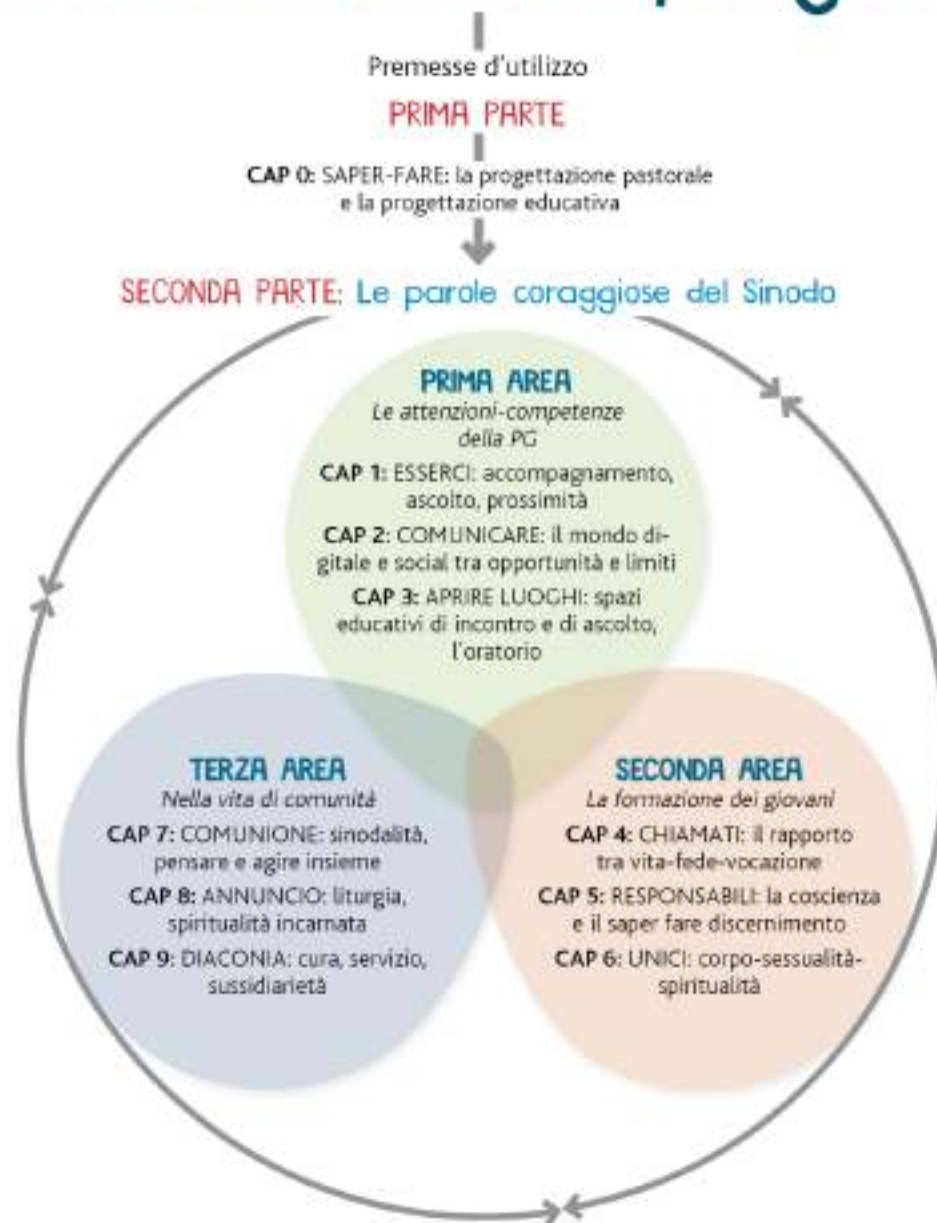 Premesse d'utilizzo
PRIMA PARTE
CAP 0: SAPER-FARE: la progettazione pastorale
e la progettazione educativa
SECONDA PARTE: Le parole coraggiose del Sinodo
PRIMA AREA
Le attenzioni-competenze
della PG
CAP 1: ESSERCI: accompagnamento,
ascolto, prossimità
CAP 2: COMUNICARE: il mondo di-
gitale e social tra opportunità e limiti
CAP 3: APRIRE LUOGHI: spazi
educativi di incontro e di ascolto,
l'oratorio
TERZA AREA
Nella vita di comunità
CAP 7: COMUNIONE: sinodalità,
pensare e agire insieme
CAP 8: ANNUNCIO: liturgia,
spiritualità incarnata
CAP 9: DIACONIA: cura, servizio,
sussidiarietà
SECONDA AREA
La formazione dei giovani
CAP 4: CHIAMATI: il rapporto
tra vita-fede-vocazione
CAP 5: RESPONSABILI: la coscienza
e il saper fare discernimento
CAP 6: UNICI: corpo-sessualità-
spiritualità